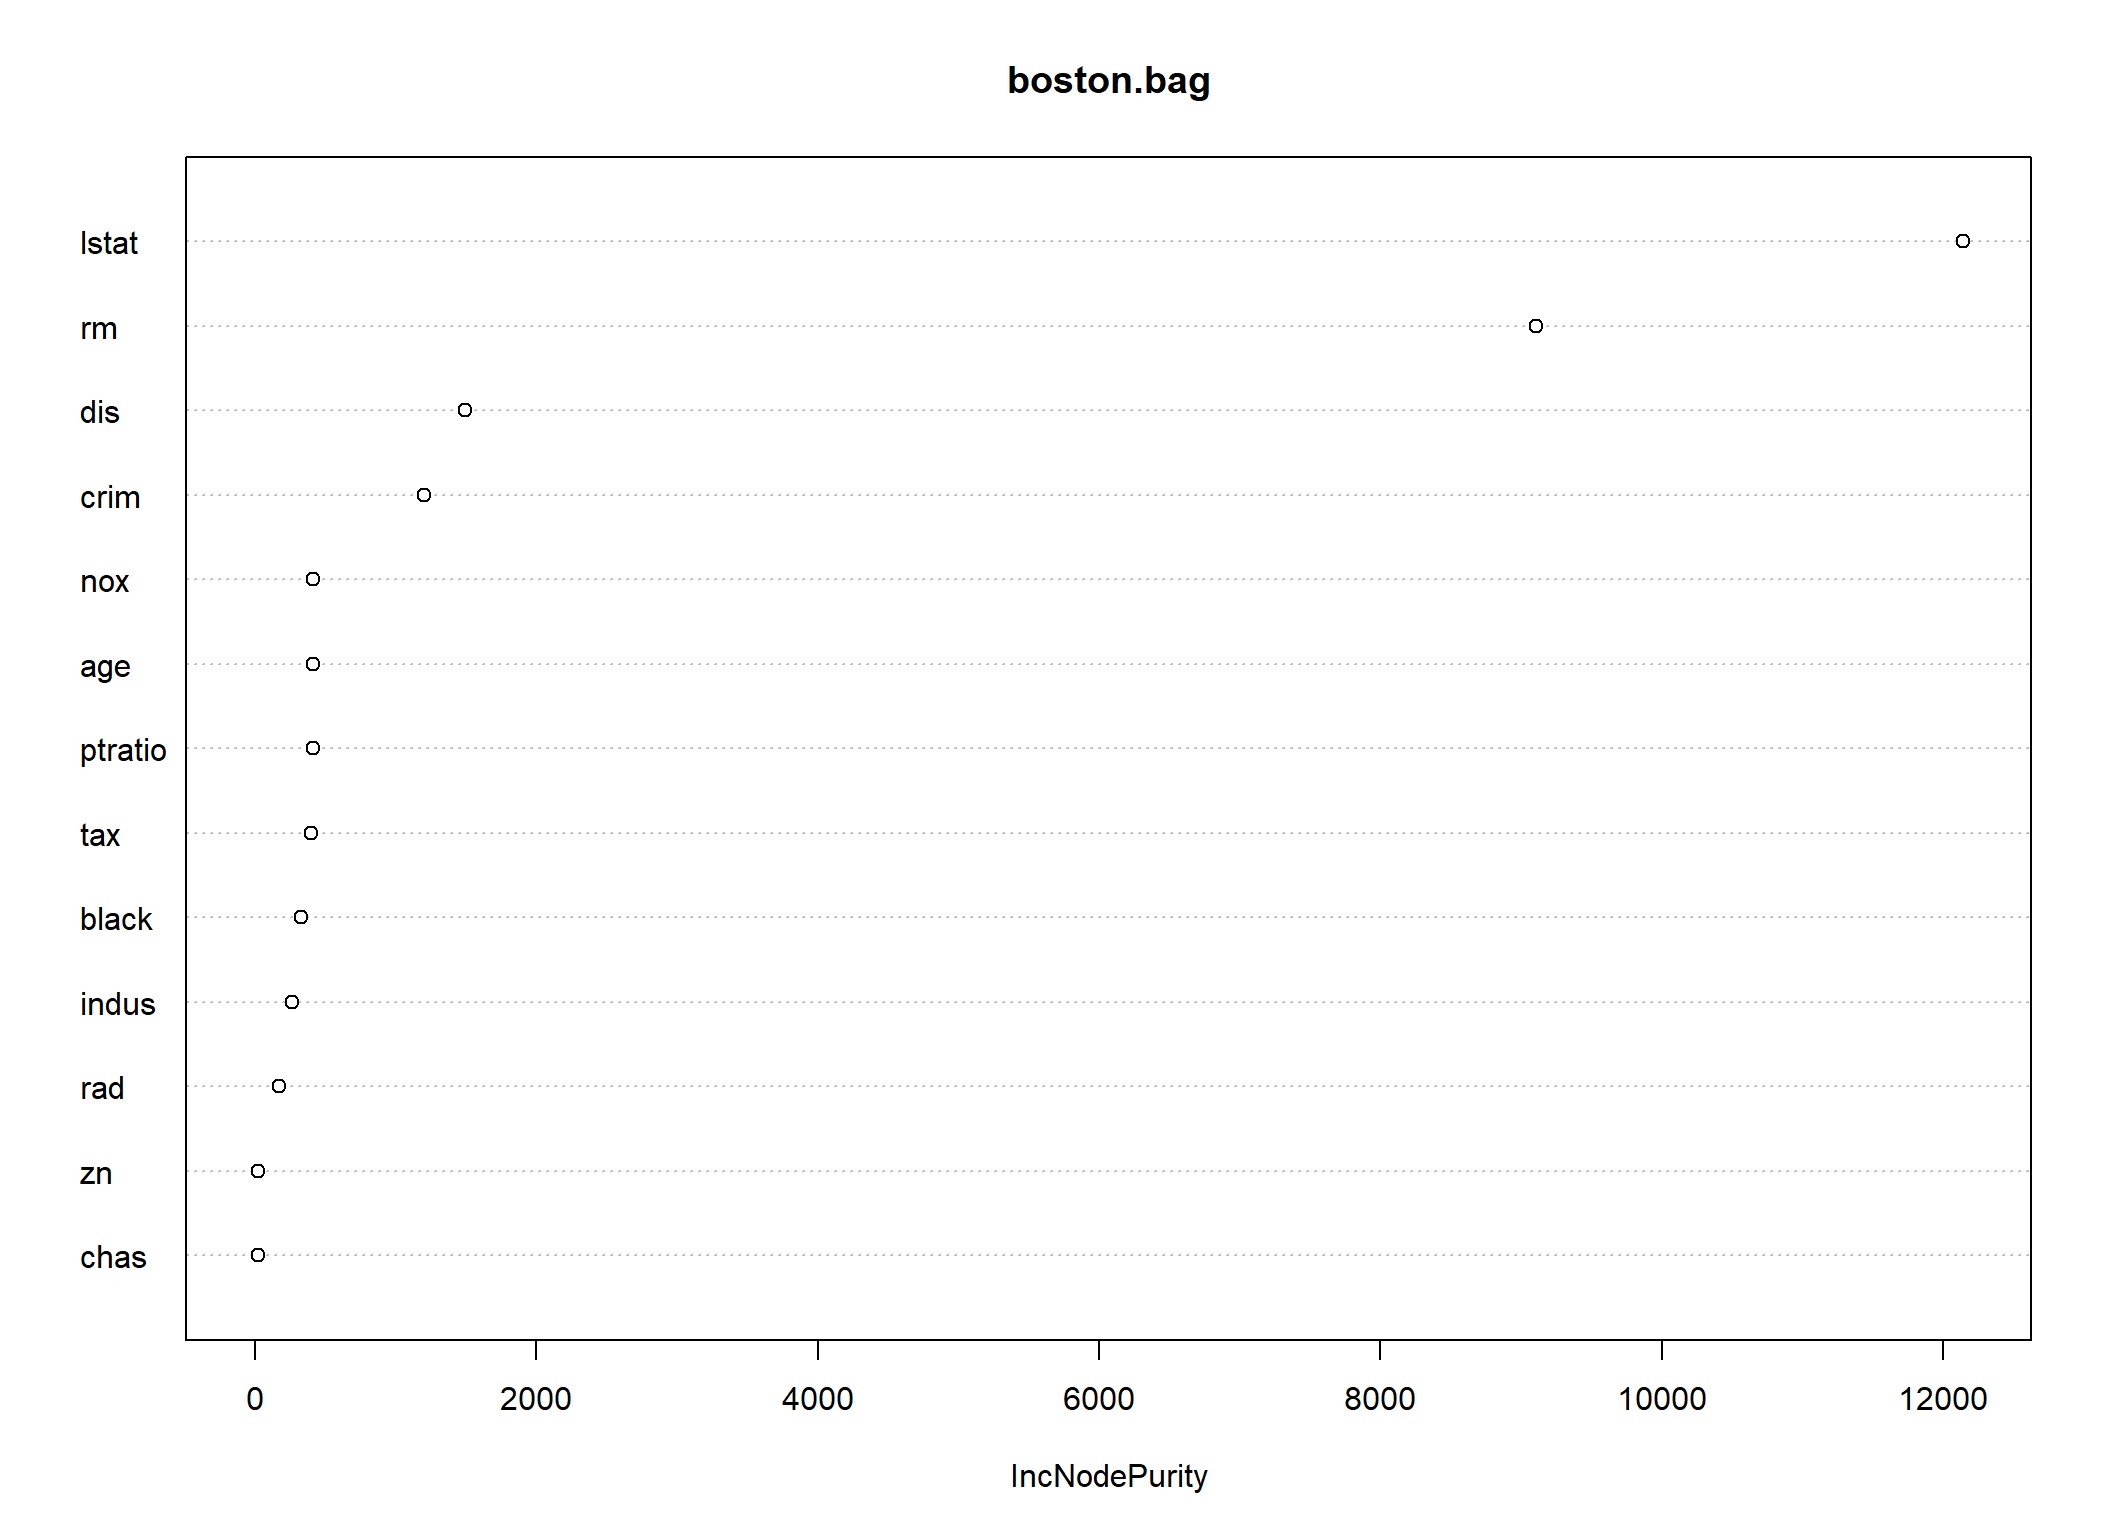 boston.bag
lstat
rm
dis
crim
nox
age
ptratio
tax
black
indus
rad
zn
chas
0 2000 4000 6000 8000 10000 12000
IncNodePurity